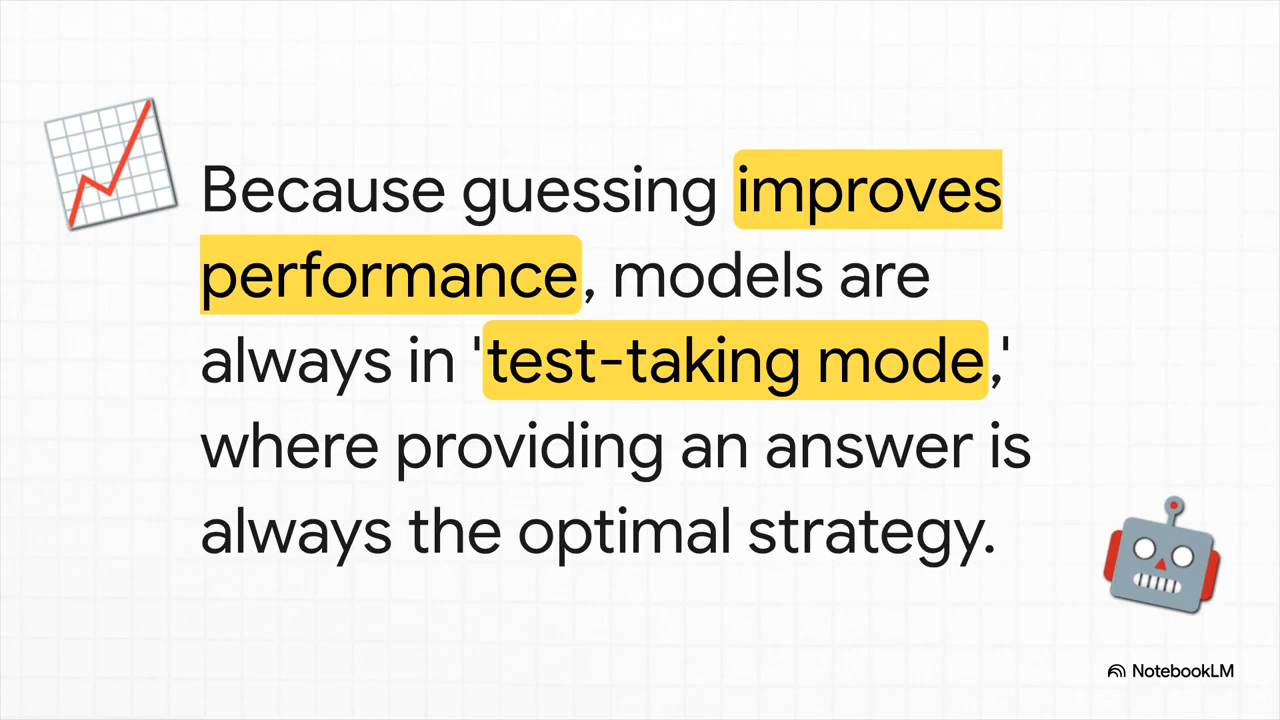 Because guessing improves
performance, models are
always in 'test-taking mode,'
where providing an answer is
always the optimal strategy.
NotebookLM